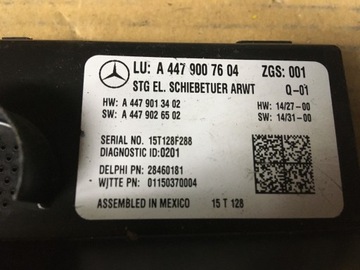 LU: A 447 900 76 04 ZGS: 001
STG EL. SCHIEBETUER ARWT Q-01
HW: A 447 901 34 02 HW: 14/27-00
SW: A 447 902 65 02 SW: 14/31-00
SERIAL NO. 15T128F288
DIAGNOSTIC ID:0201
DELPHI PN: 28460181
WJTTE PN: 01150370004
ASSEMBLED IN MEXICO 15 T 128